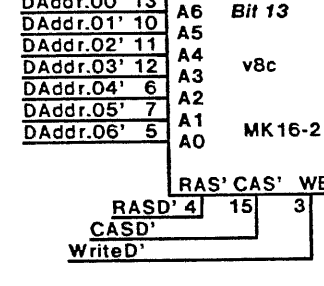 DAddr.00' 13 A6 Bit 13
DAddr.01' 10 A5
DAddr.02' 11 A4
DAddr.03' 12 A3 v8c
DAddr.04' 6 A2
DAddr.05' 7 A1
DAddr.06' 5 A0 MK16-2
RAS' CAS' WE
RASD' 4 15 3
CASD'
WriteD'